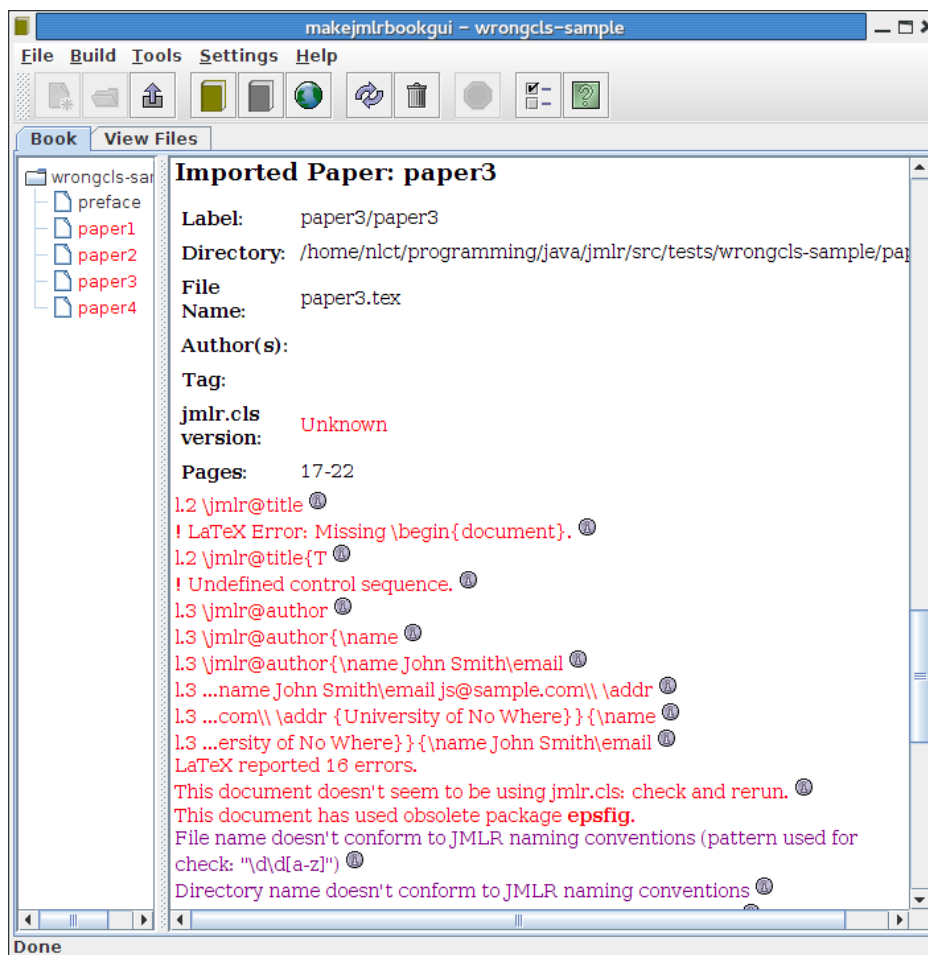 makejmlrbookgui – wrongcls-sample
File Build Tools Settings Help
Book View Files
wrongcls-sar
preface
paper1
paper2
paper3
paper4
Imported Paper: paper3
Label: paper3/paper3
Directory: /home/nlct/programming/java/jmlr/src/tests/wrongcls-sample/pap
File
Name: paper3.tex
Author(s):
Tag:
jmlr.cls
version: Unknown
Pages: 17-22
l.2 \jmlr@title
! LaTeX Error: Missing \begin{document}.
l.2 \jmlr@title{T
! Undefined control sequence.
l.3 \jmlr@author
l.3 \jmlr@author{\name
l.3 \jmlr@author{\name John Smith\email
l.3 ...name John Smith\email js@sample.com\\ \addr
l.3 ...com\\ \addr {University of No Where}}{\name
l.3 ...ersity of No Where}}{\name John Smith\email
LaTeX reported 16 errors.
This document doesn't seem to be using jmlr.cls: check and rerun.
This document has used obsolete package epsfig.
File name doesn't conform to JMLR naming conventions (pattern used for
check: "\d\d[a-z]")
Directory name doesn't conform to JMLR naming conventions
Done